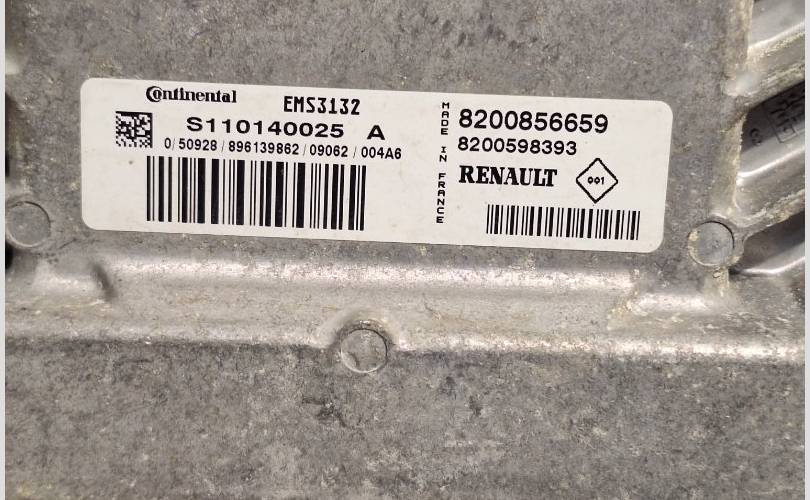 Continental EMS3132
S110140025 A
0/50928/896139862/09062/004A6
MADE IN FRANCE
8200856659
8200598393
RENAULT 001